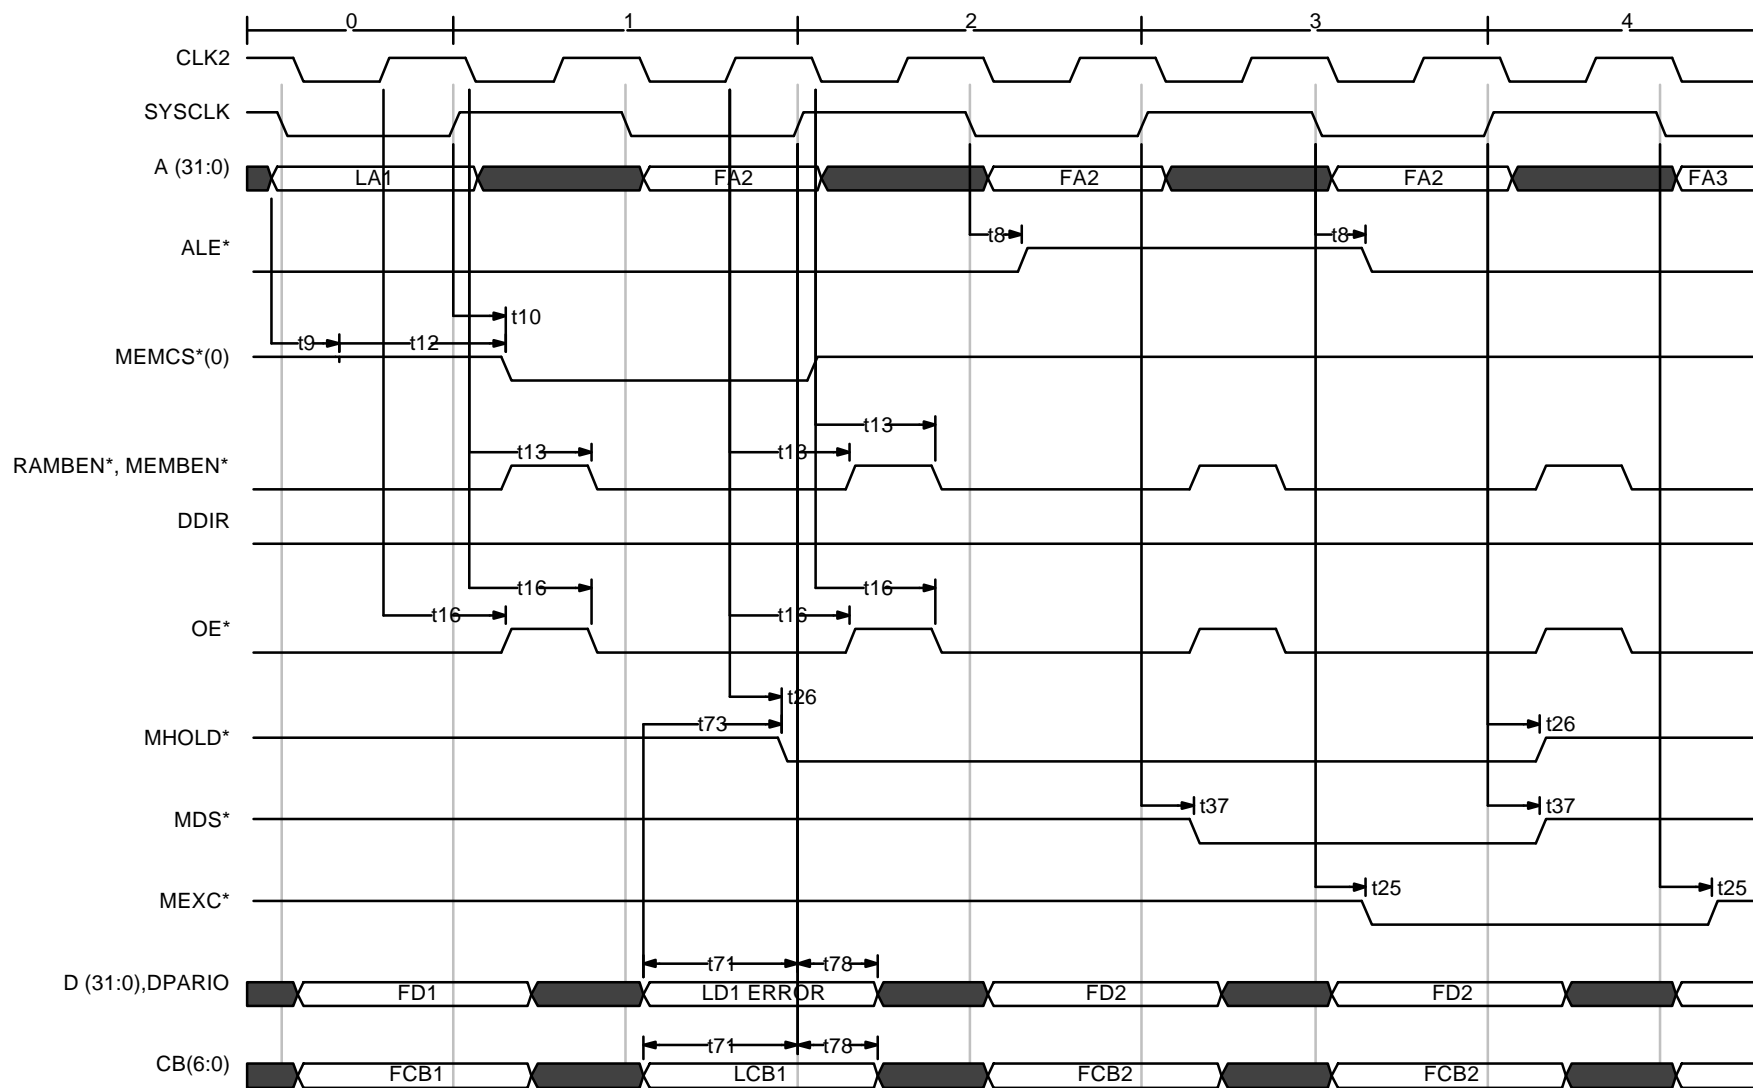 0 1 2 3 4
CLK2
SYSCLK
A (31:0) LA1 FA2 FA2 FA2 FA3
t8 t8
ALE*
t10
t9 t12
MEMCS*(0)
t13
t13 t13
RAMBEN*, MEMBEN*
DDIR
t16 t16
t16 t16
OE*
t26
t73 t26
MHOLD*
t37 t37
MDS*
t25 t25
MEXC*
t71 t78
D (31:0),DPARIO FD1 LD1 ERROR FD2 FD2
t71 t78
CB(6:0) FCB1 LCB1 FCB2 FCB2